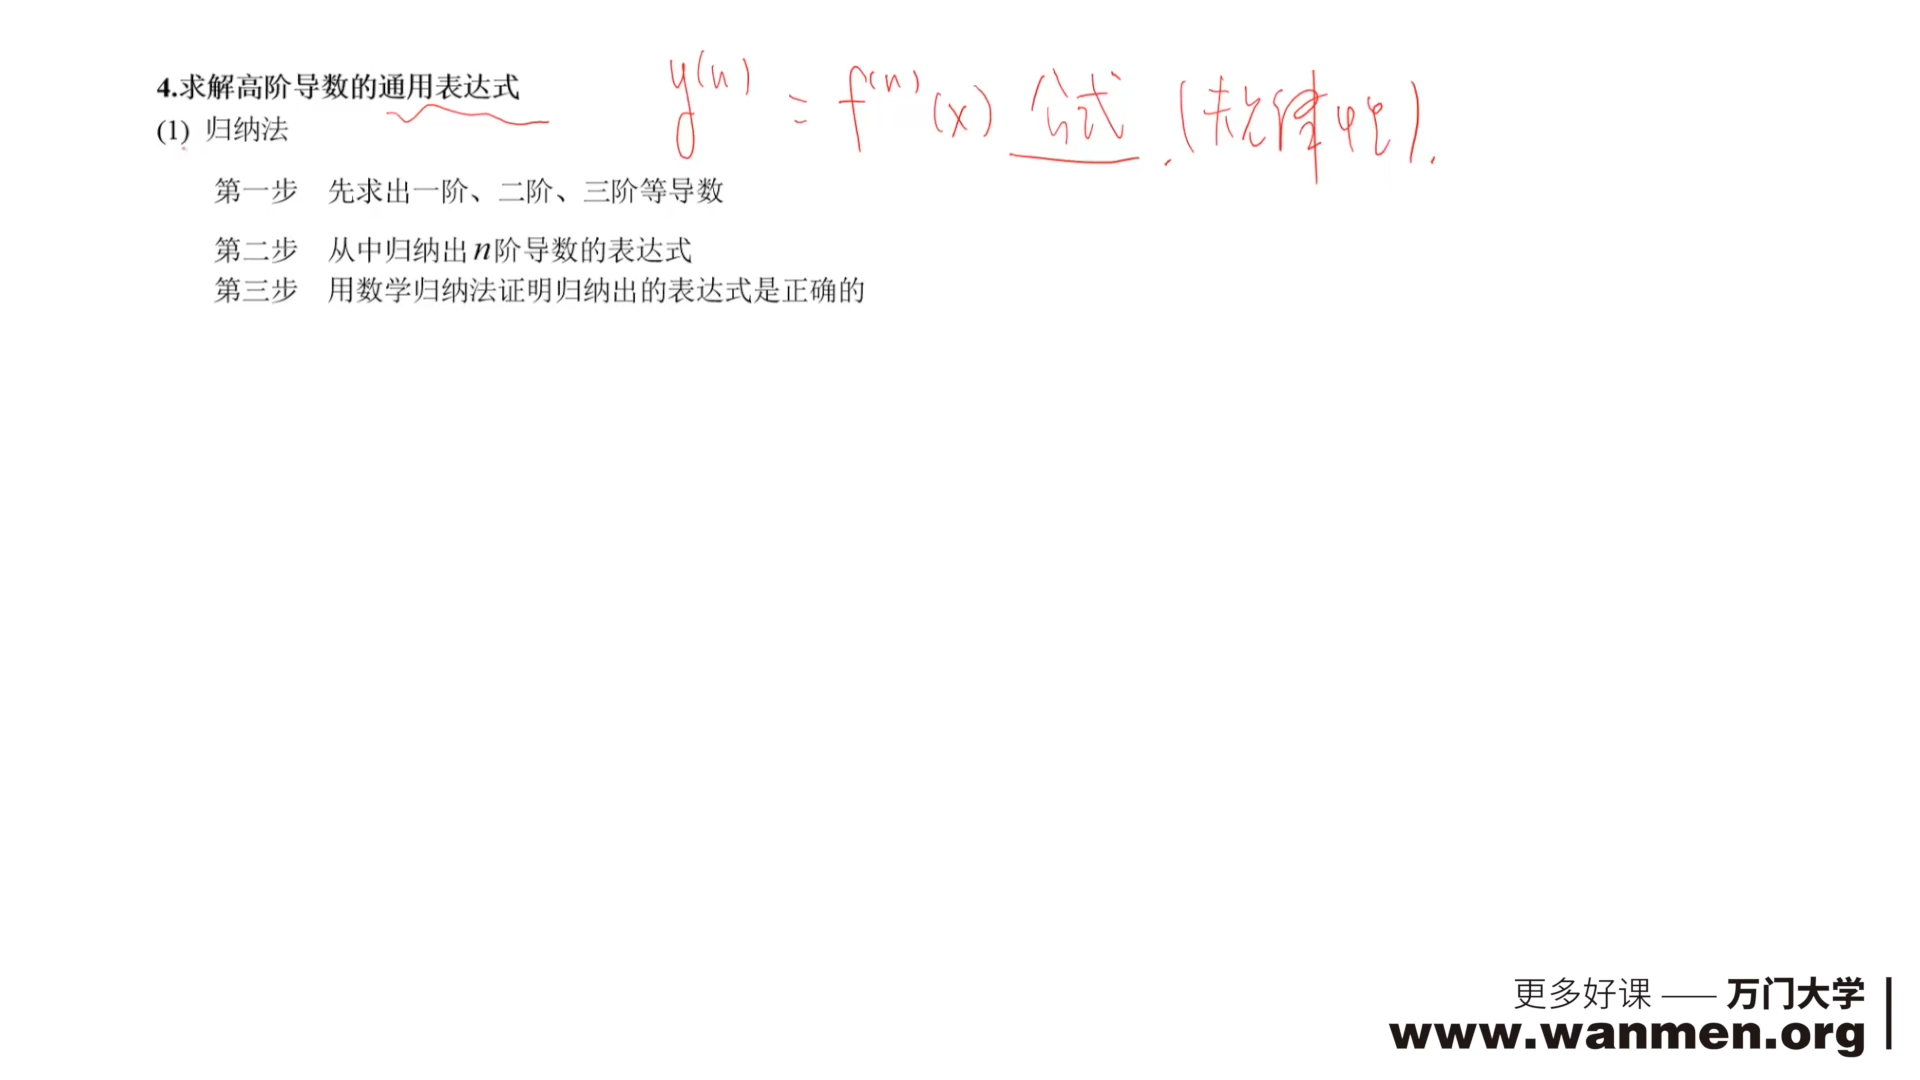 4.求解高阶导数的通用表达式
y(n) = f(n)(x) 公式.(规律性).
(1) 归纳法
第一步 先求出一阶、二阶、三阶等导数
第二步 从中归纳出n阶导数的表达式
第三步 用数学归纳法证明归纳出的表达式是正确的
更多好课 —— 万门大学
www.wanmen.org